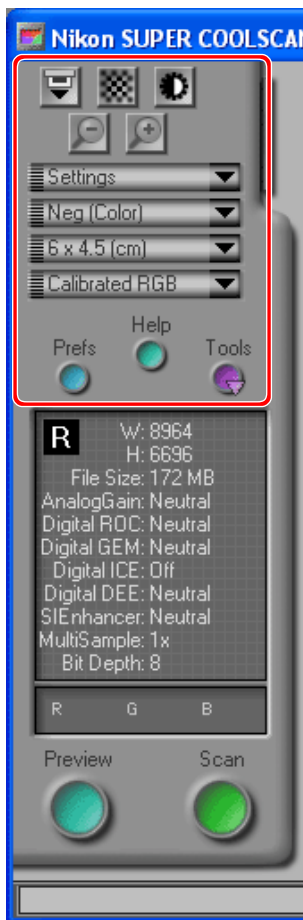 Nikon SUPER COOLSCAN
Settings
Neg (Color)
6 x 4.5 (cm)
Calibrated RGB
Help
Prefs Tools
R W: 8964
H: 6696
File Size: 172 MB
AnalogGain: Neutral
Digital ROC: Neutral
Digital GEM: Neutral
Digital ICE: Off
Digital DEE: Neutral
SIEnhancer: Neutral
MultiSample: 1x
Bit Depth: 8
R G B
Preview Scan